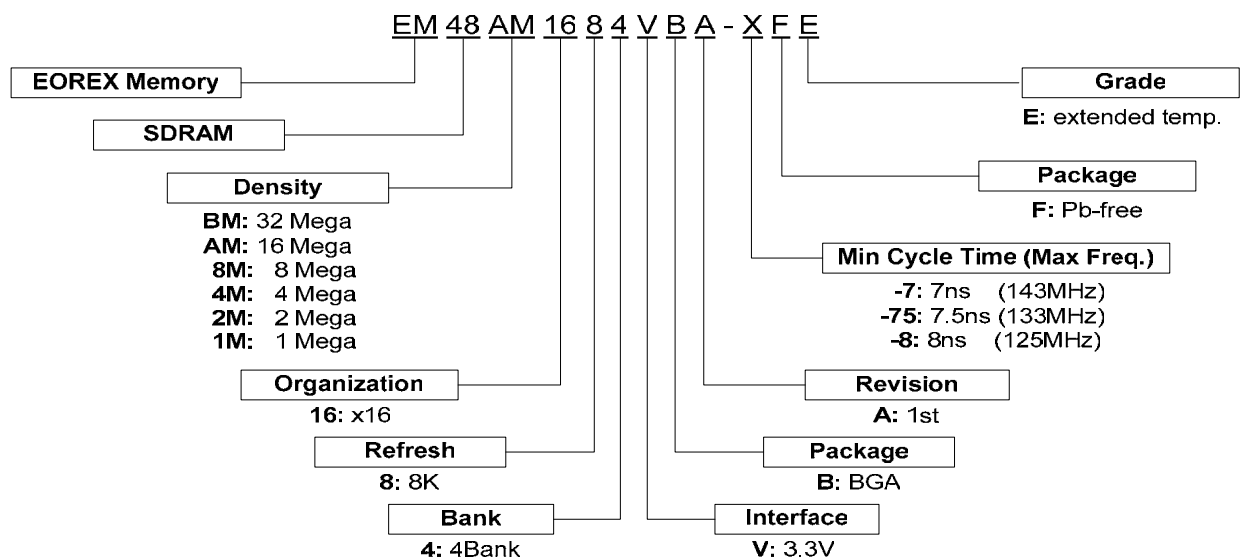 EM 48 AM 16 8 4 V B A - X F E
EOREX Memory
Grade
E: extended temp.
SDRAM
Package
F: Pb-free
Density
BM: 32 Mega
AM: 16 Mega
8M: 8 Mega
4M: 4 Mega
2M: 2 Mega
1M: 1 Mega
Min Cycle Time (Max Freq.)
-7: 7ns (143MHz)
-75: 7.5ns (133MHz)
-8: 8ns (125MHz)
Organization
16: x16
Revision
A: 1st
Refresh
8: 8K
Package
B: BGA
Bank
4: 4Bank
Interface
V: 3.3V